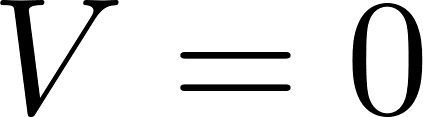 V = 0